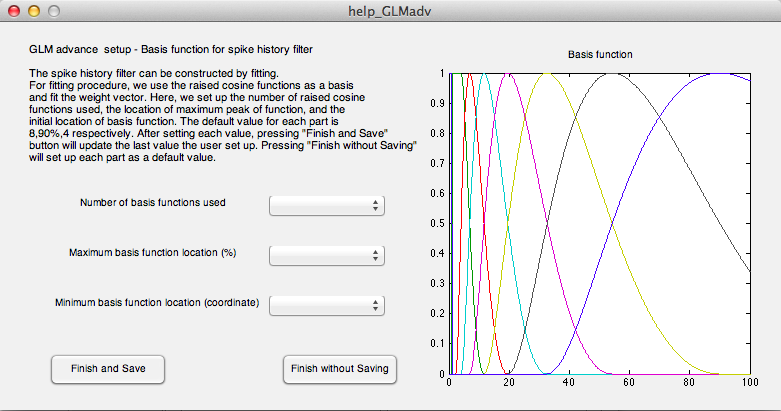 help_GLMadv
GLM advance setup - Basis function for spike history filter
The spike history filter can be constructed by fitting.
For fitting procedure, we use the raised cosine functions as a basis
and fit the weight vector. Here, we set up the number of raised cosine
functions used, the location of maximum peak of function, and the
initial location of basis function. The default value for each part is
8,90%,4 respectively. After setting each value, pressing "Finish and Save"
button will update the last value the user set up. Pressing "Finish without Saving"
will set up each part as a default value.
Number of basis functions used
Maximum basis function location (%)
Minimum basis function location (coordinate)
Finish and Save
Finish without Saving
Basis function
1
0.9
0.8
0.7
0.6
0.5
0.4
0.3
0.2
0.1
0
0 20 40 60 80 100